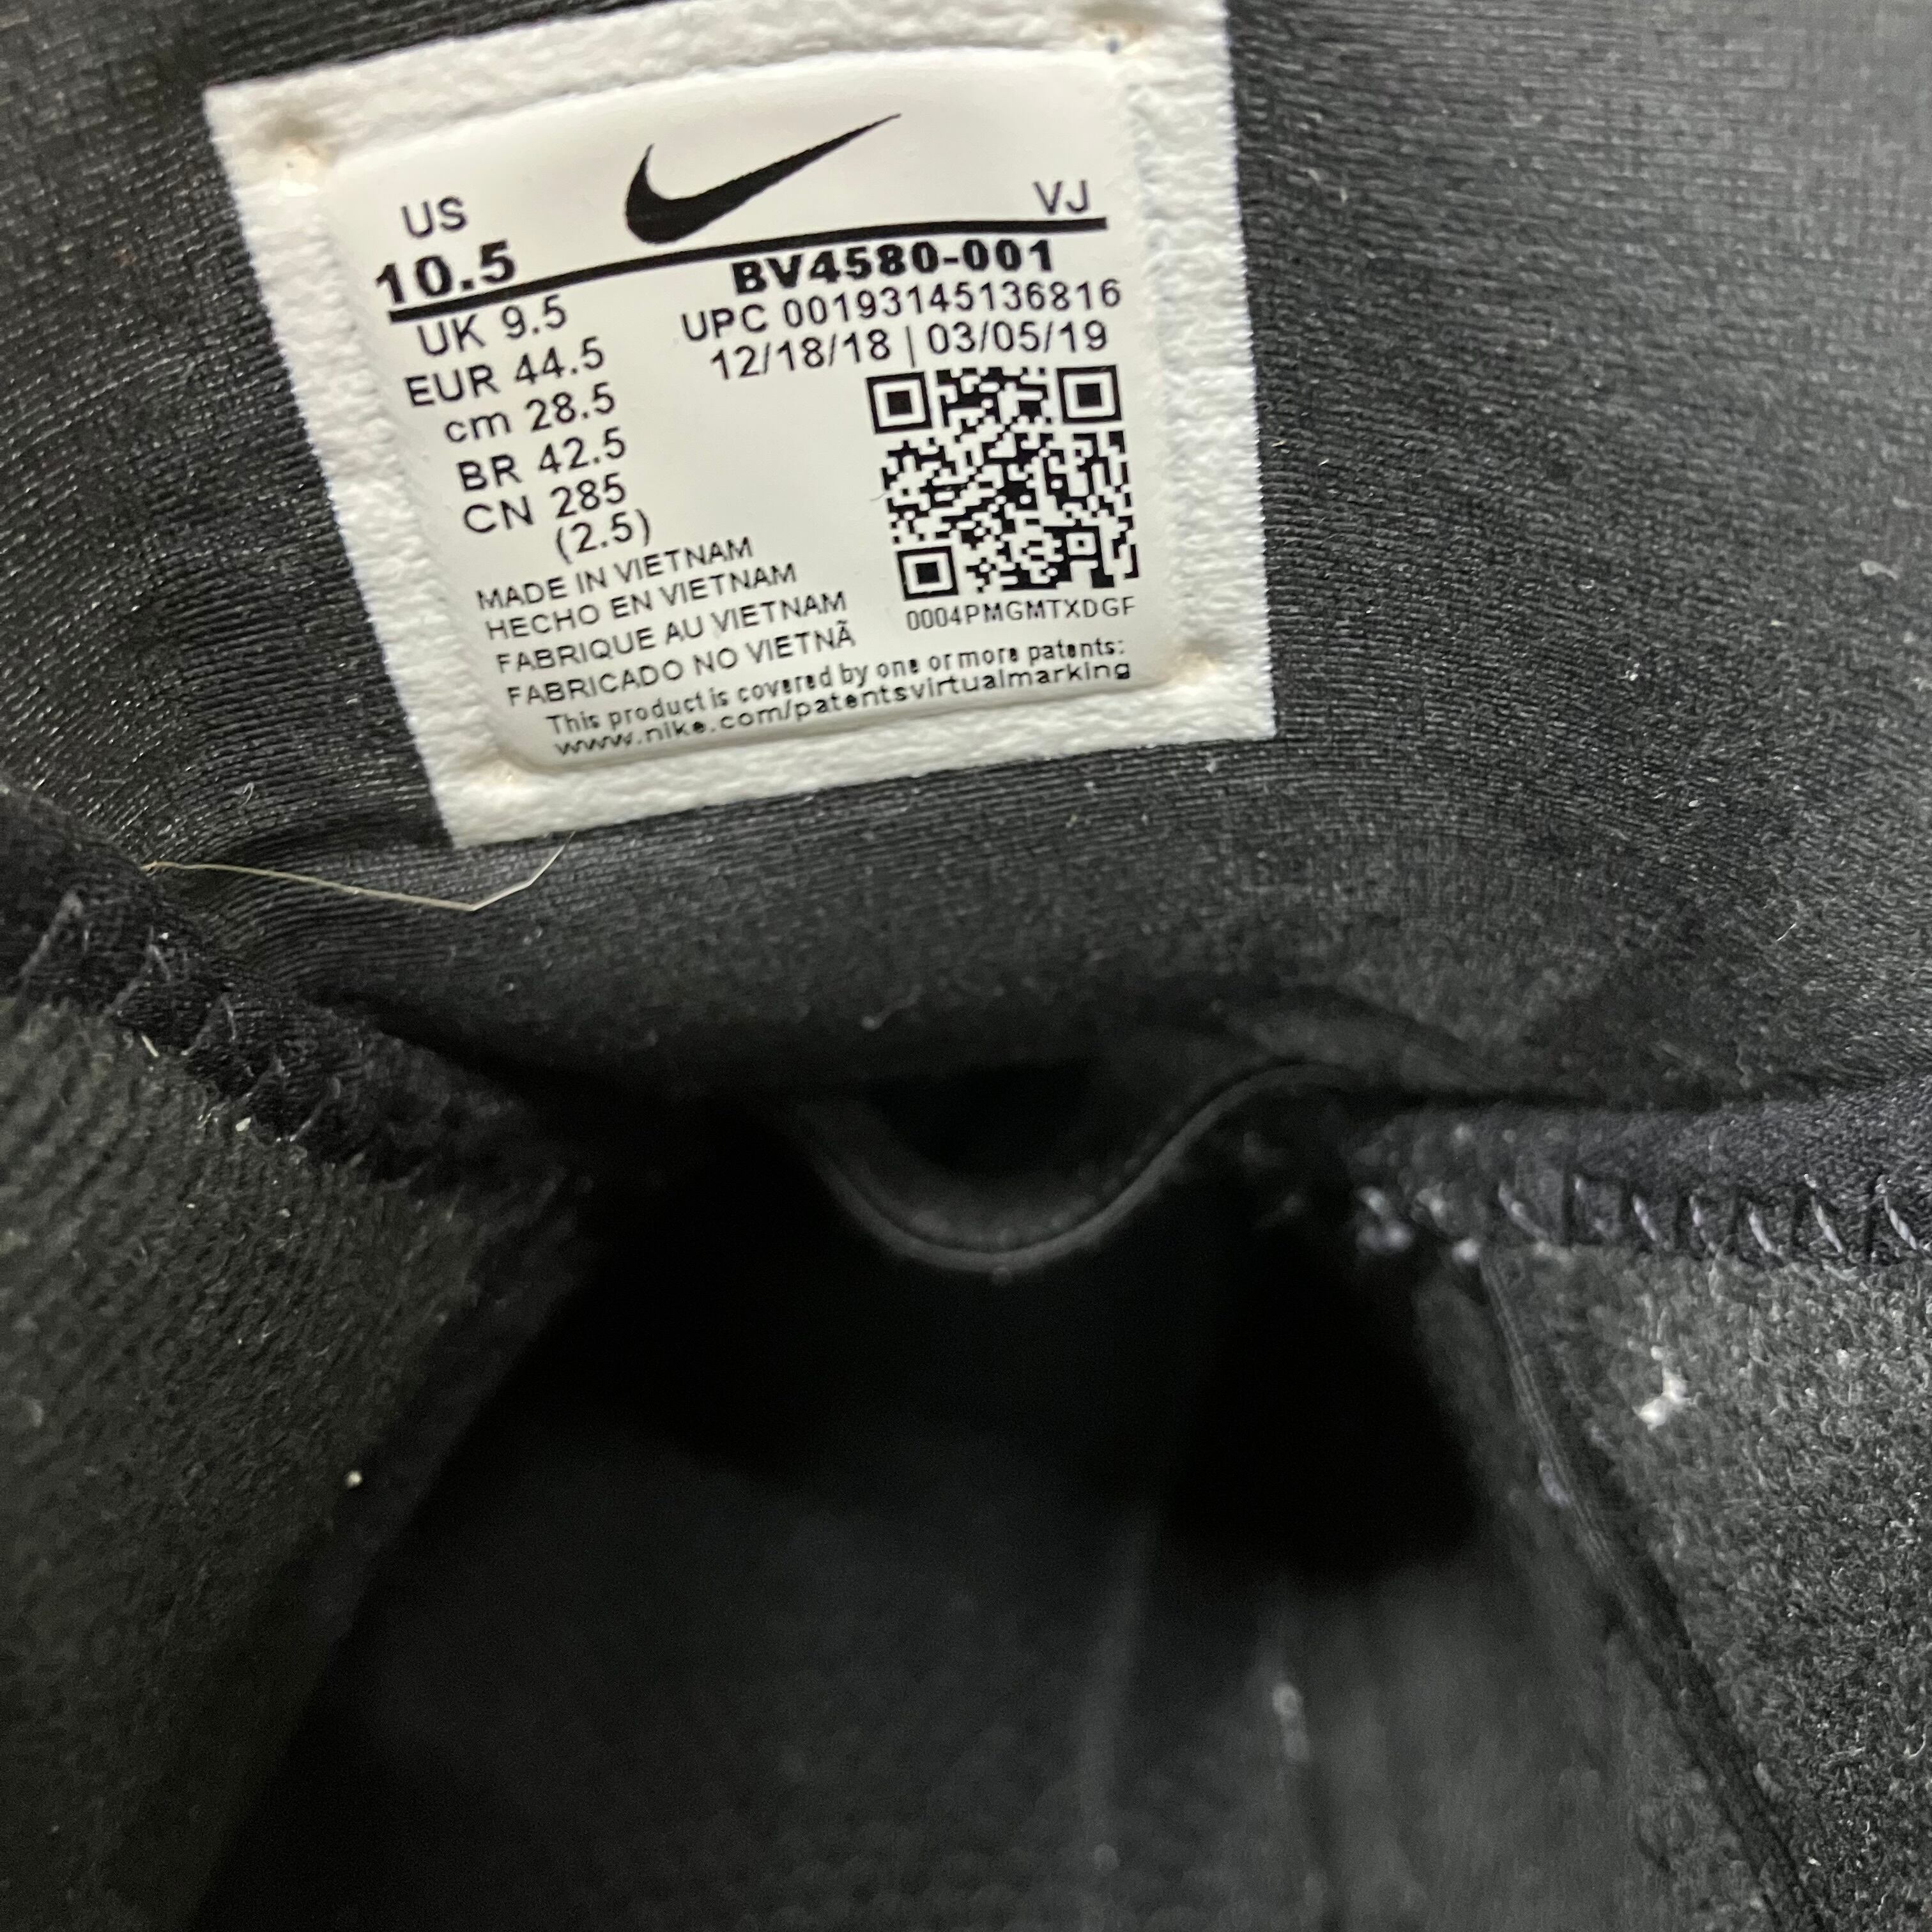 US
10.5
UK 9.5
EUR 44.5
cm 28.5
BR 42.5
CN 285
(2.5)
VJ
BV4580-001
UPC 00193145136816
12/18/18 | 03/05/19
0004PMGMTXDGF
MADE IN VIETNAM
HECHO EN VIETNAM
FABRIQUE AU VIETNAM
FABRICADO NO VIETNÃ
This product is covered by one or more patents:
www.nike.com/patentsvirtualmarking